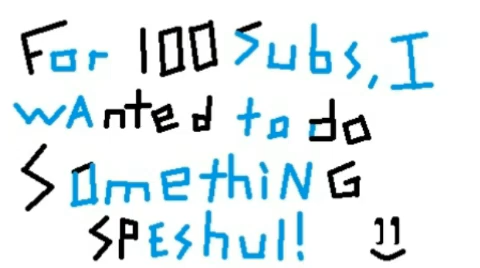 For 100 Subs, I
wAnted to do
SomethiNG
SPEshul! :)